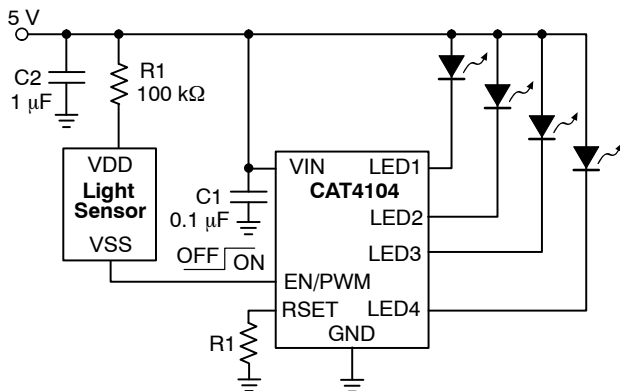 5 V
C2
1 μF
R1
100 kΩ
VDD
Light
Sensor
VSS
C1
0.1 μF
OFF
ON
VIN
LED1
CAT4104
LED2
LED3
EN/PWM
RSET
LED4
GND
R1